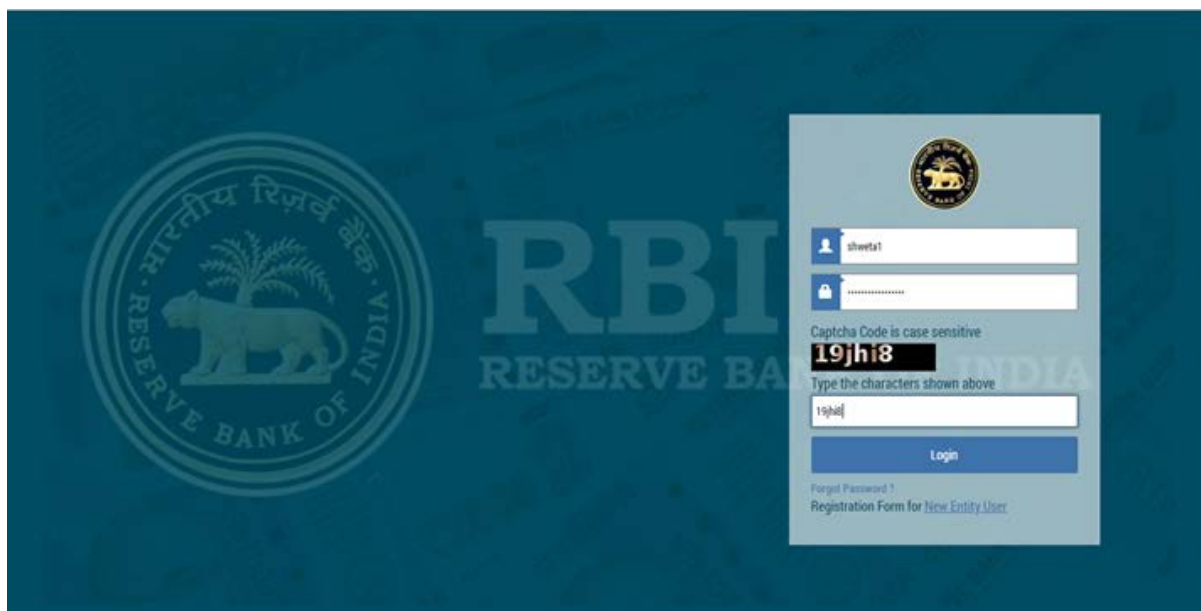 भारतीय रिज़र्व बैंक
RESERVE BANK OF INDIA
RBI
RESERVE BANK OF INDIA
shweta1
Captcha Code is case sensitive
19jhi8
Type the characters shown above
19jhi8
Login
Forgot Password ?
Registration Form for New Entity User